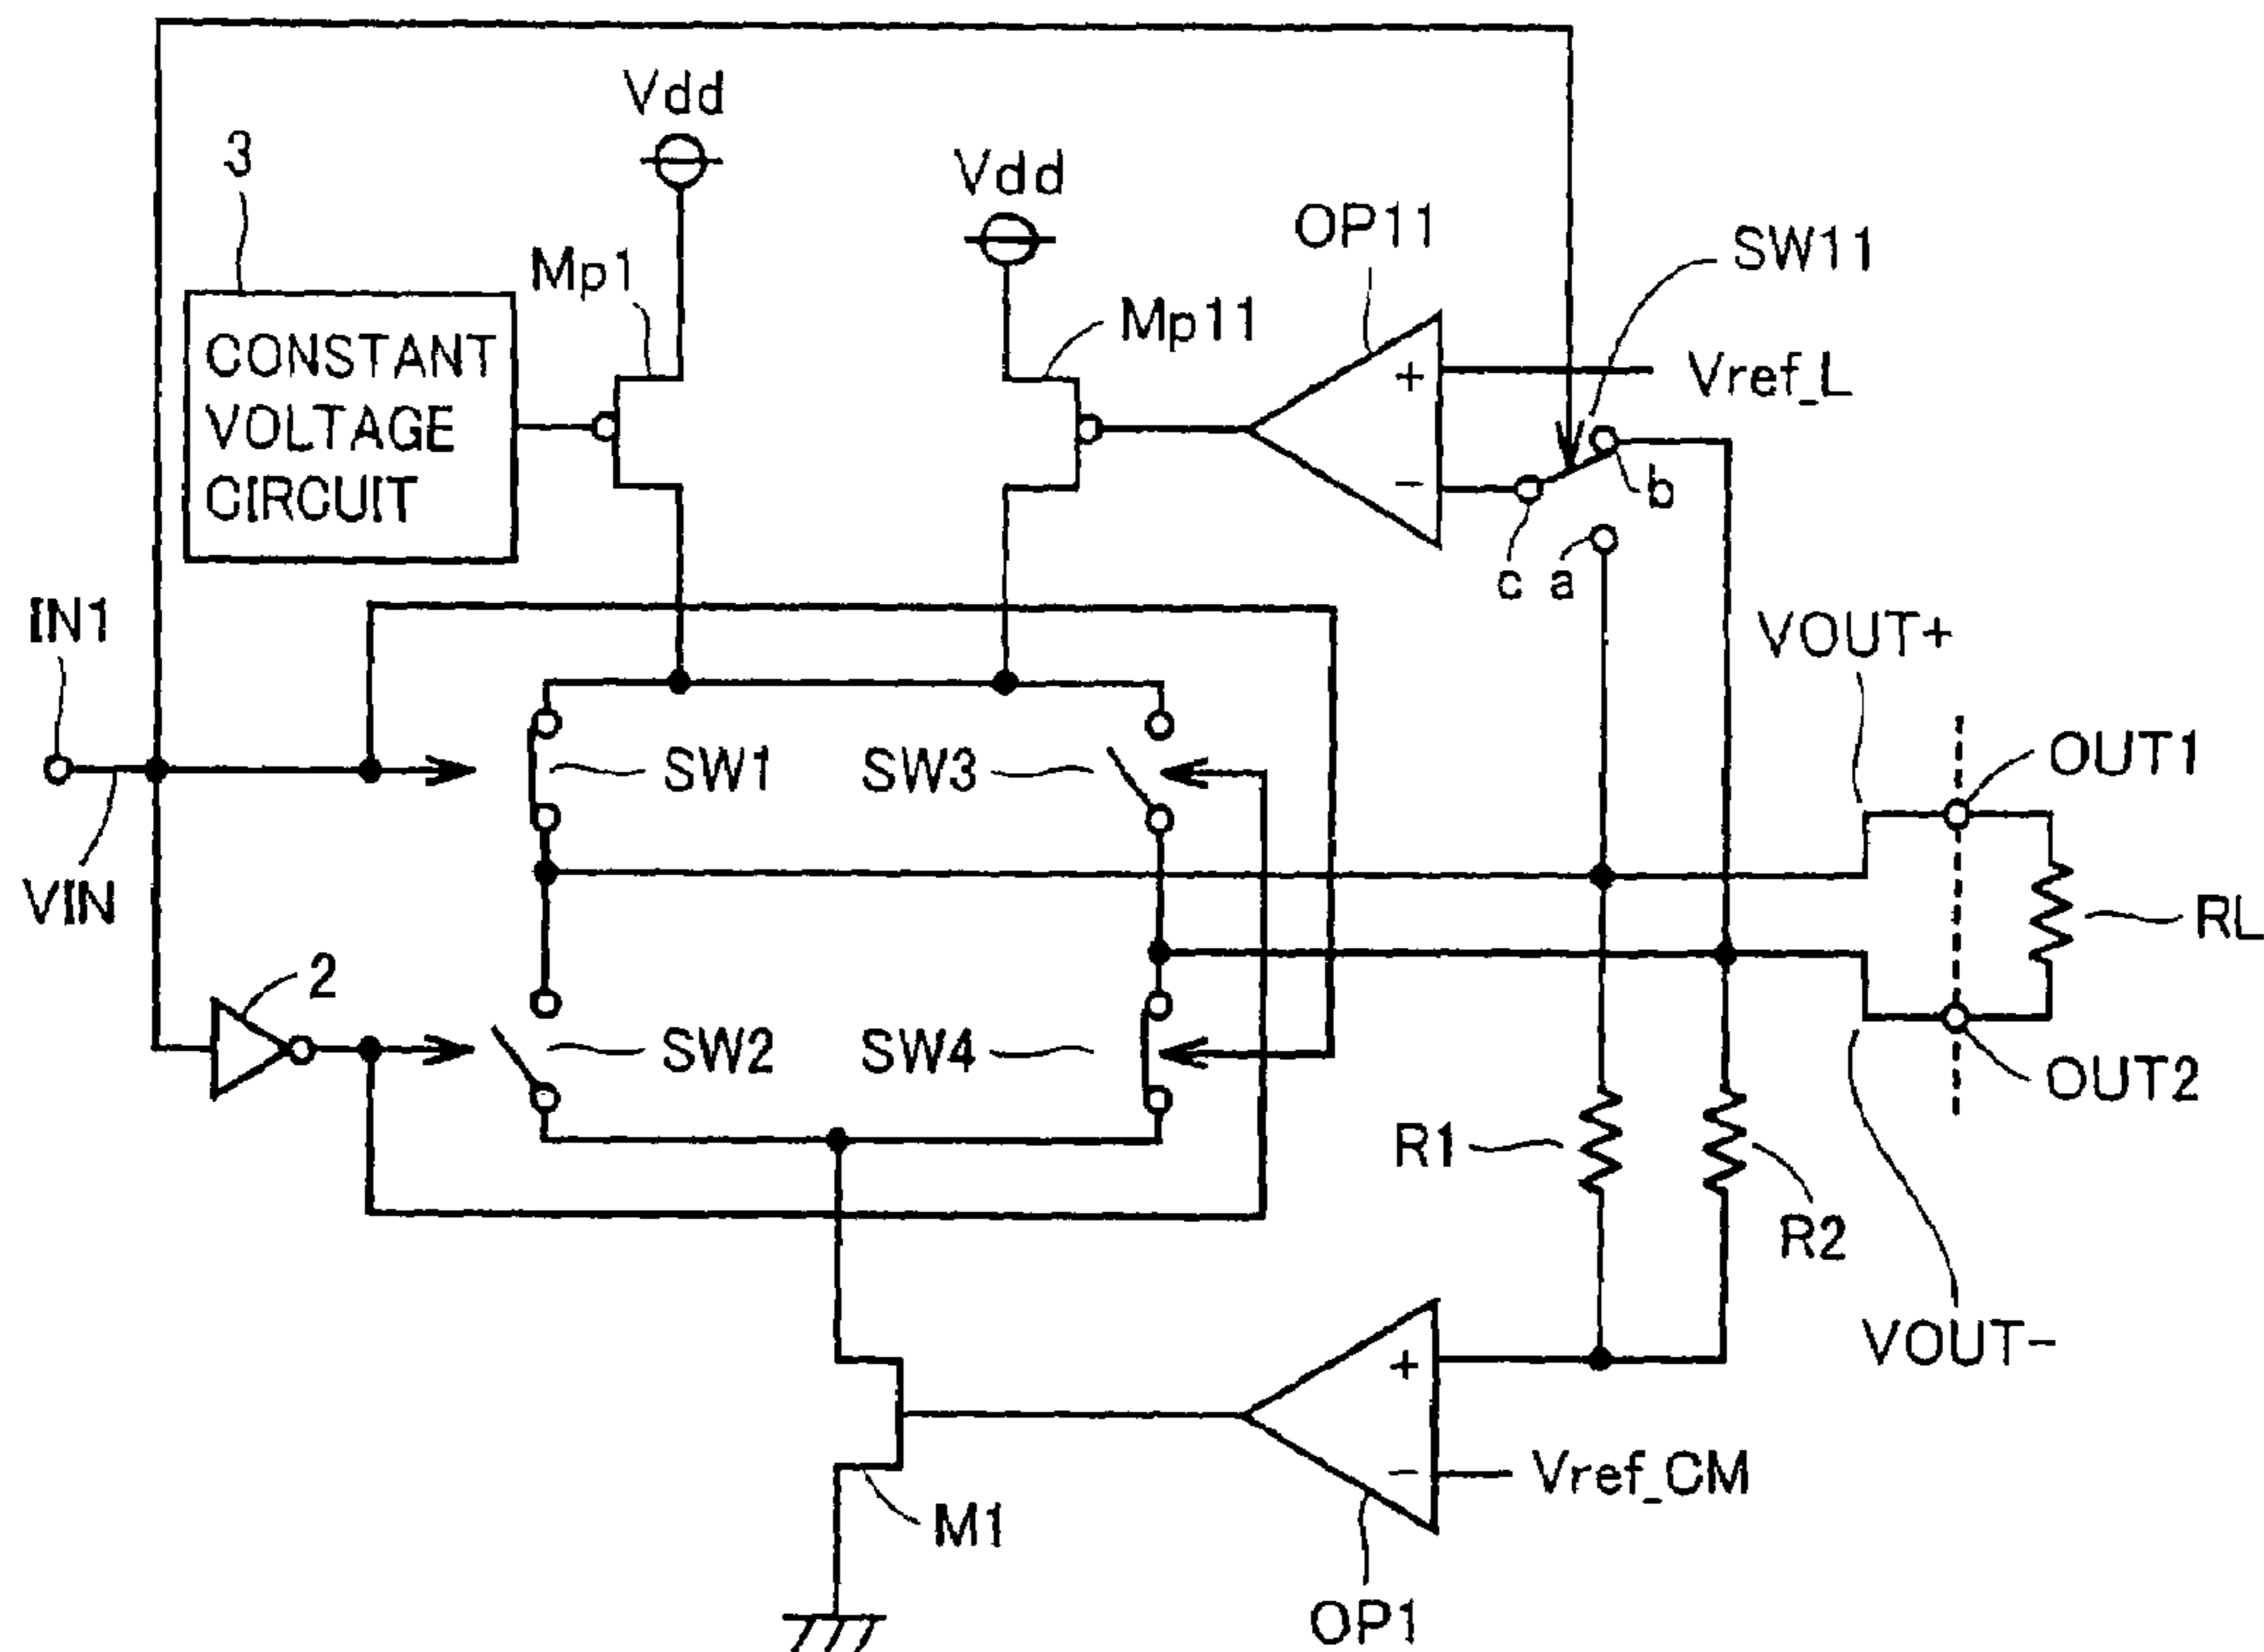 Vdd
3
Vdd
OP11
SW11
Mp1
Mp11
CONSTANT
VOLTAGE
CIRCUIT
+
Vref_L
−
b
c
a
IN1
VOUT+
SW1
SW3
OUT1
VIN
RL
2
SW2
SW4
OUT2
R1
R2
VOUT−
+
−
Vref_CM
M1
OP1